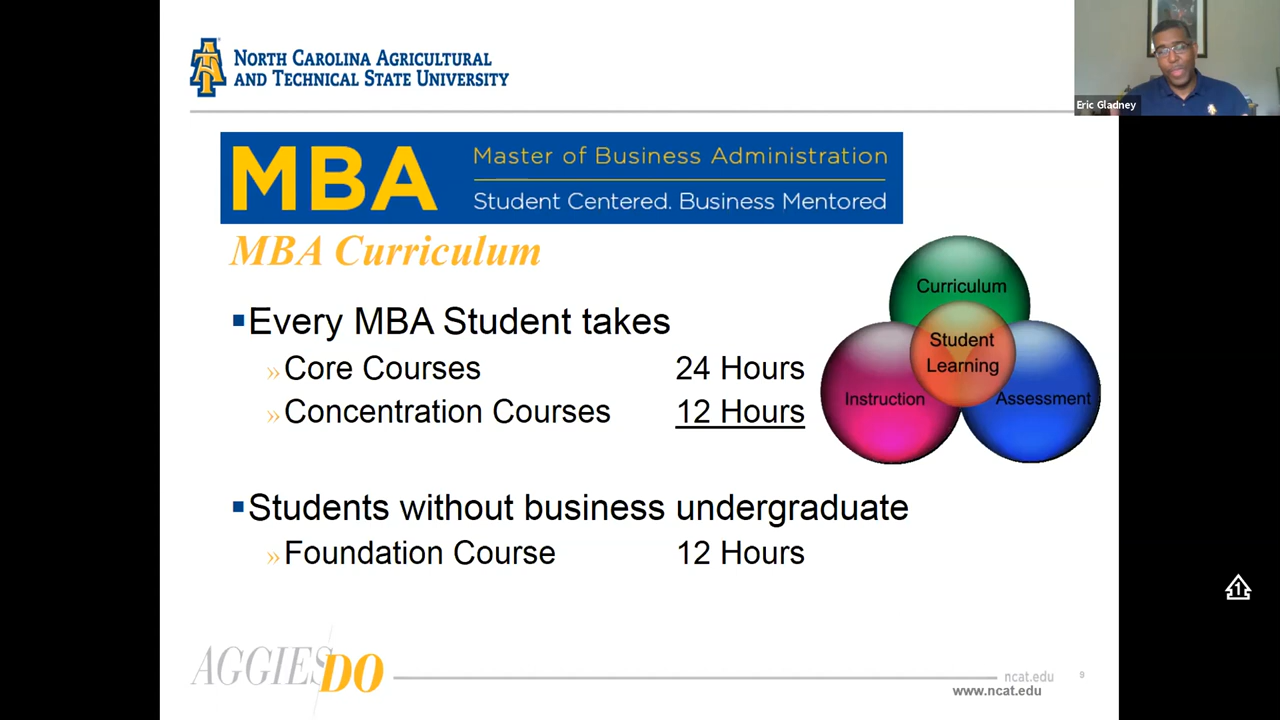 NORTH CAROLINA AGRICULTURAL
AND TECHNICAL STATE UNIVERSITY
Eric Gladney
MBA
Master of Business Administration
Student Centered. Business Mentored
MBA Curriculum
Every MBA Student takes
» Core Courses 24 Hours
» Concentration Courses 12 Hours
Curriculum
Student
Learning
Instruction
Assessment
Students without business undergraduate
» Foundation Course 12 Hours
1
AGGIES DO
ncat.edu
9
www.ncat.edu